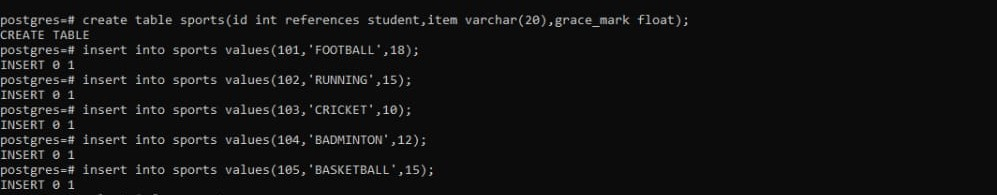 postgres=# create table sports(id int references student,item varchar(20),grace_mark float);
CREATE TABLE
postgres=# insert into sports values(101,'FOOTBALL',18);
INSERT 0 1
postgres=# insert into sports values(102,'RUNNING',15);
INSERT 0 1
postgres=# insert into sports values(103,'CRICKET',10);
INSERT 0 1
postgres=# insert into sports values(104,'BADMINTON',12);
INSERT 0 1
postgres=# insert into sports values(105,'BASKETBALL',15);
INSERT 0 1